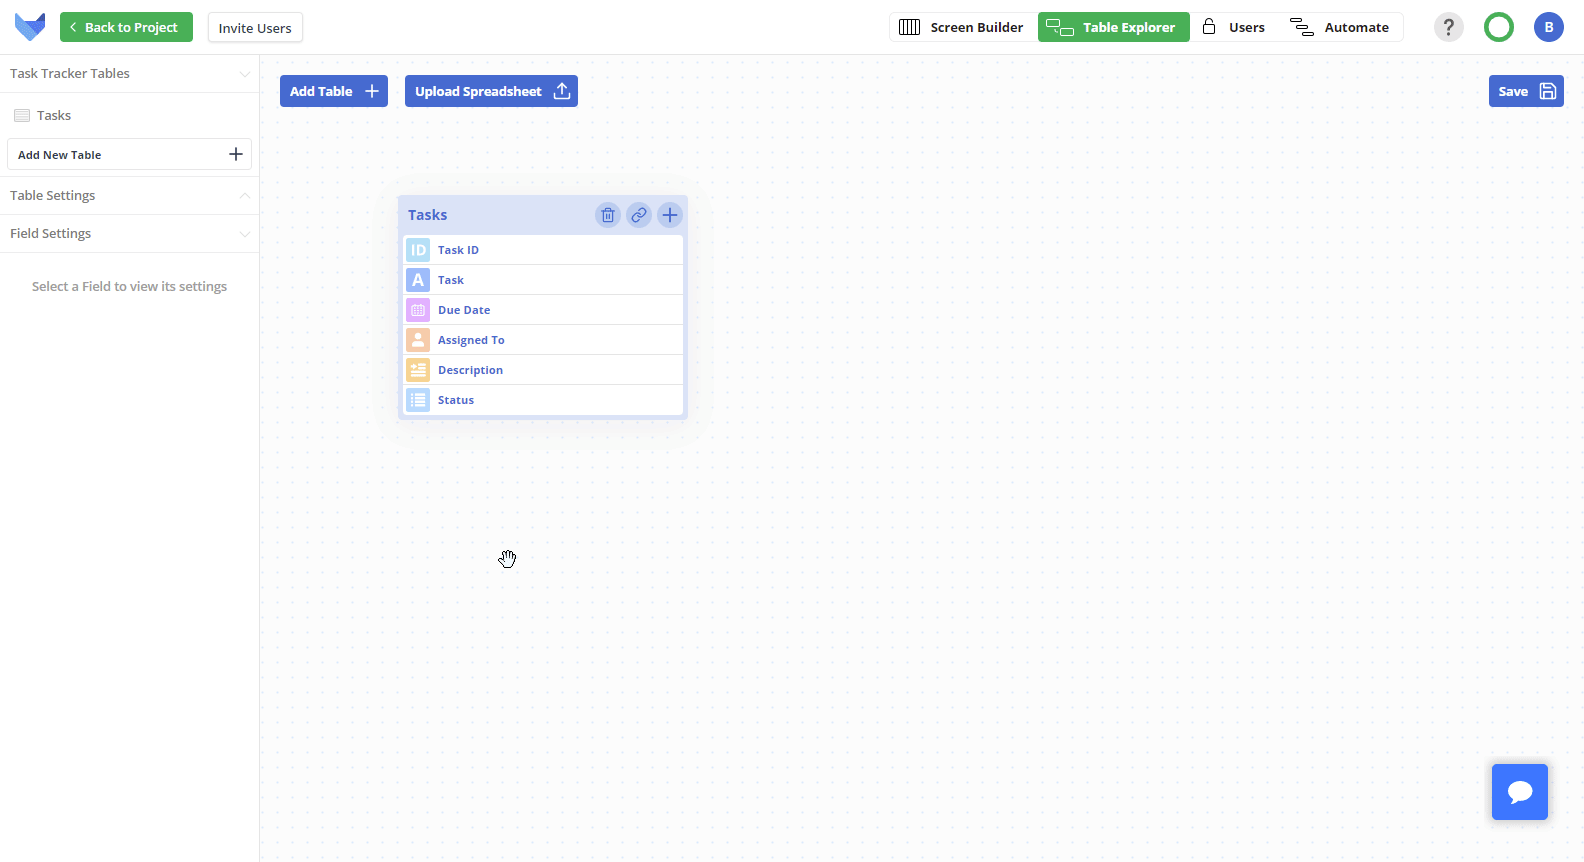 Back to Project
Invite Users
Screen Builder
Table Explorer
Users
Automate
?
B
Task Tracker Tables
Tasks
Add New Table
Table Settings
Field Settings
Select a Field to view its settings
Add Table
Upload Spreadsheet
Save
Tasks
ID Task ID
A Task
Due Date
Assigned To
Description
Status